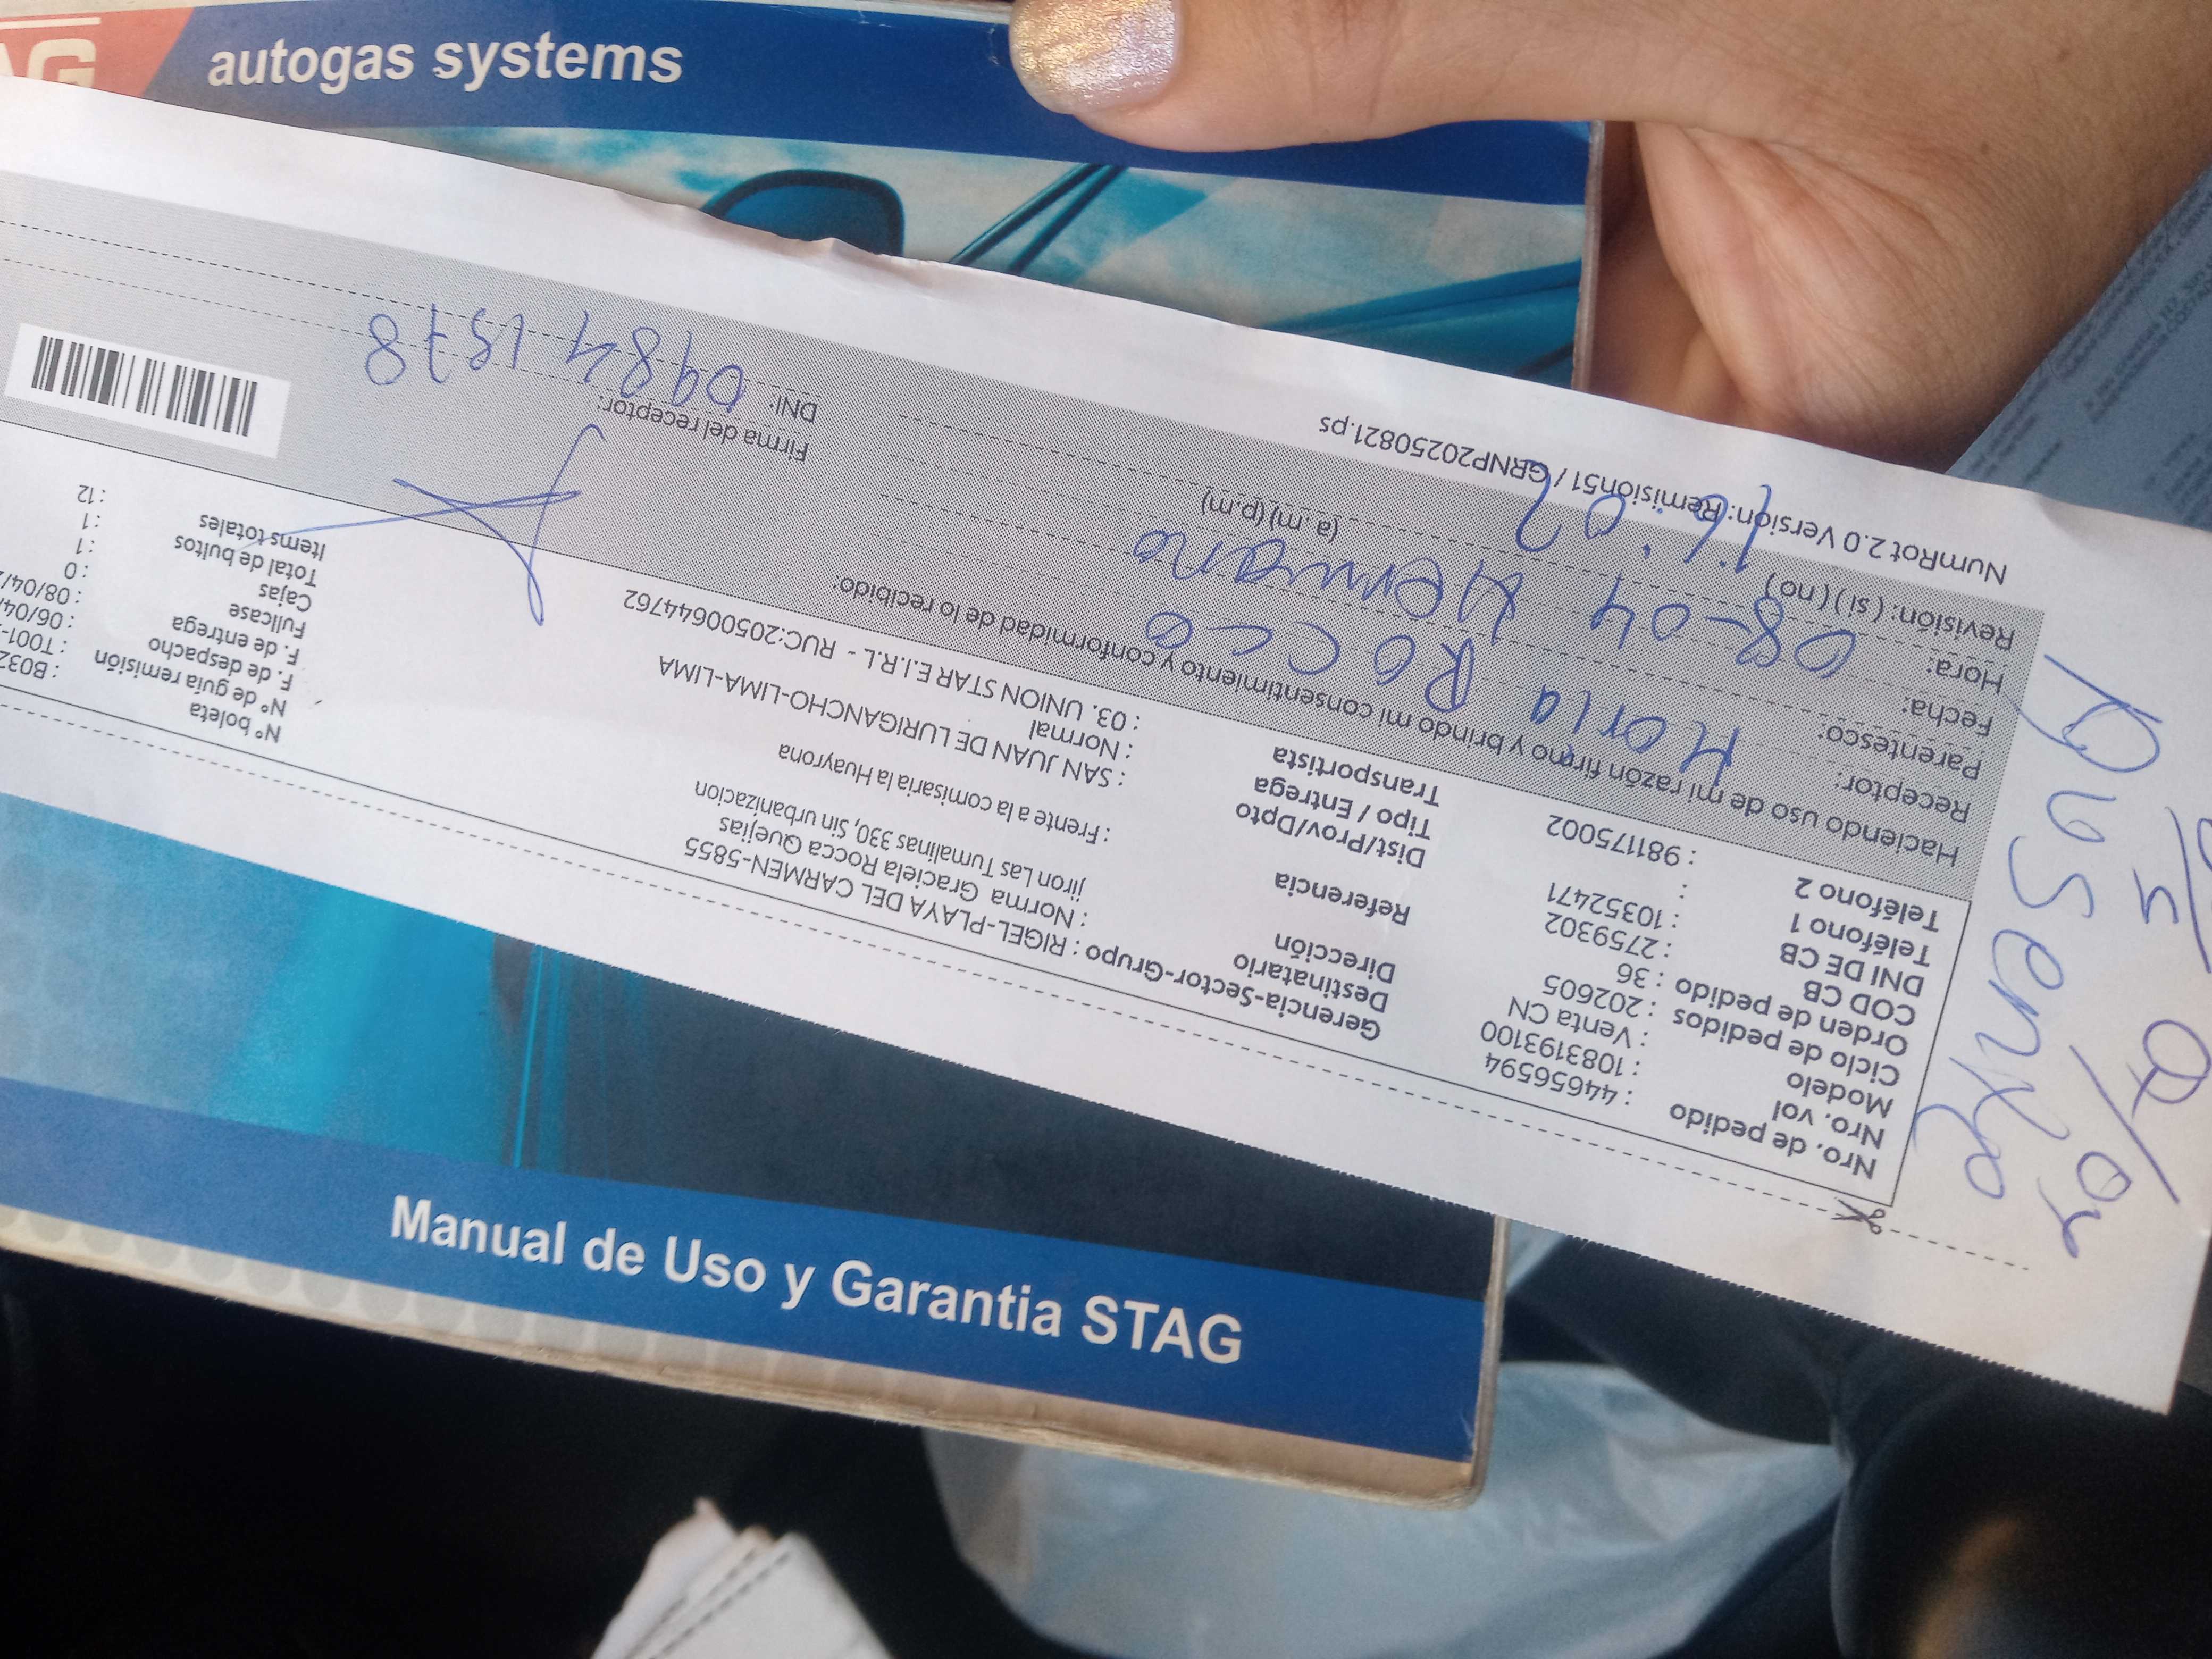 AG
autogas systems
Nro. de pedido : 44656594
Nro. vol : 1083193100
Modelo : Venta CN
Ciclo de pedidos : 202605
Orden de pedido : 36
COD CB : 2759302
DNI DE CB : 10352471
Teléfono 1 :
Teléfono 2 : 981175002
Gerencia-Sector-Grupo : RIGEL-PLAYA DEL CARMEN-5855
Destinatario : Norma Graciela Rocca Quejias
Dirección jiron Las Tumalinas 330, Sin urbanizacion
Referencia : Frente a la comisaria la Huayrona
Dist/Prov/Dpto : SAN JUAN DE LURIGANCHO-LIMA-LIMA
Tipo / Entrega : Normal
Transportista : 03. UNION STAR E.I.R.L - RUC:20500644762
N° boleta : B032
N° de guía remisión : T001-
F. de despacho : 06/04/
F. de entrega : 08/04/
Fullcase : 0
Cajas : 1
Total de bultos : 1
Items totales : 12
Haciendo uso de mi razón firmo y brindo mi consentimiento y conformidad de lo recibido:
Receptor: Maria Rocca
Parentesco: Hermana
Fecha: 08-04
Hora: 16:02 (a. m) (p.m)
Revisión: ( si ) ( no )
Firma del receptor:
DNI: 09841578
NumRot 2.0 Versión: Remisión51 / GRNP20250821.ps
Ausente
Manual de Uso y Garantia STAG